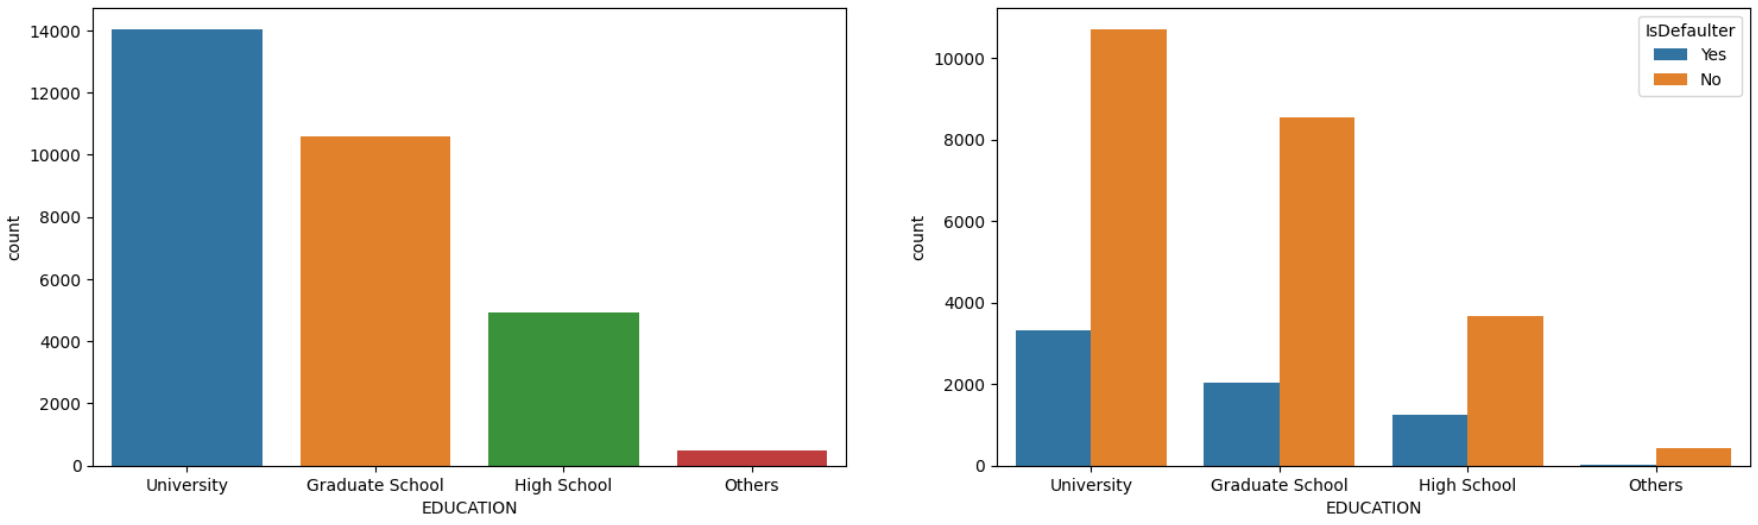 14000
12000
10000
8000
6000
4000
2000
0
count
University Graduate School High School Others
EDUCATION
10000
8000
6000
4000
2000
0
count
IsDefaulter
Yes
No
University Graduate School High School Others
EDUCATION